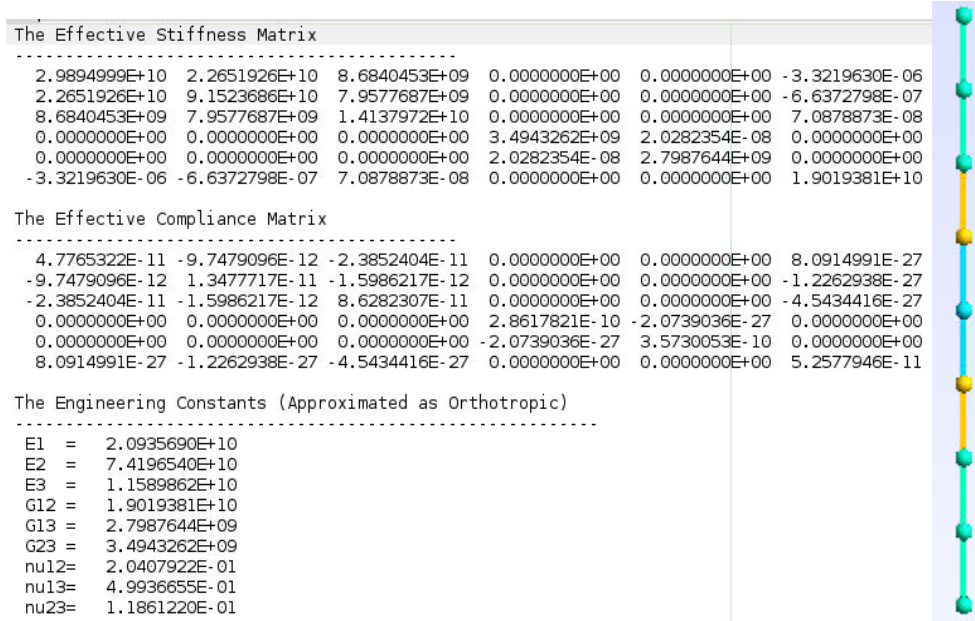 The Effective Stiffness Matrix
--------------------------------------------
2.9894999E+10 2.2651926E+10 8.6840453E+09 0.0000000E+00 0.0000000E+00 -3.3219630E-06
2.2651926E+10 9.1523686E+10 7.9577687E+09 0.0000000E+00 0.0000000E+00 -6.6372798E-07
8.6840453E+09 7.9577687E+09 1.4137972E+10 0.0000000E+00 0.0000000E+00 7.0878873E-08
0.0000000E+00 0.0000000E+00 0.0000000E+00 3.4943262E+09 2.0282354E-08 0.0000000E+00
0.0000000E+00 0.0000000E+00 0.0000000E+00 2.0282354E-08 2.7987644E+09 0.0000000E+00
-3.3219630E-06 -6.6372798E-07 7.0878873E-08 0.0000000E+00 0.0000000E+00 1.9019381E+10
The Effective Compliance Matrix
--------------------------------------------
4.7765322E-11 -9.7479096E-12 -2.3852404E-11 0.0000000E+00 0.0000000E+00 8.0914991E-27
-9.7479096E-12 1.3477717E-11 -1.5986217E-12 0.0000000E+00 0.0000000E+00 -1.2262938E-27
-2.3852404E-11 -1.5986217E-12 8.6282307E-11 0.0000000E+00 0.0000000E+00 -4.5434416E-27
0.0000000E+00 0.0000000E+00 0.0000000E+00 2.8617821E-10 -2.0739036E-27 0.0000000E+00
0.0000000E+00 0.0000000E+00 0.0000000E+00 -2.0739036E-27 3.5730053E-10 0.0000000E+00
8.0914991E-27 -1.2262938E-27 -4.5434416E-27 0.0000000E+00 0.0000000E+00 5.2577946E-11
The Engineering Constants (Approximated as Orthotropic)
----------------------------------------------------------
E1 = 2.0935690E+10
E2 = 7.4196540E+10
E3 = 1.1589862E+10
G12 = 1.9019381E+10
G13 = 2.7987644E+09
G23 = 3.4943262E+09
nu12= 2.0407922E-01
nu13= 4.9936655E-01
nu23= 1.1861220E-01